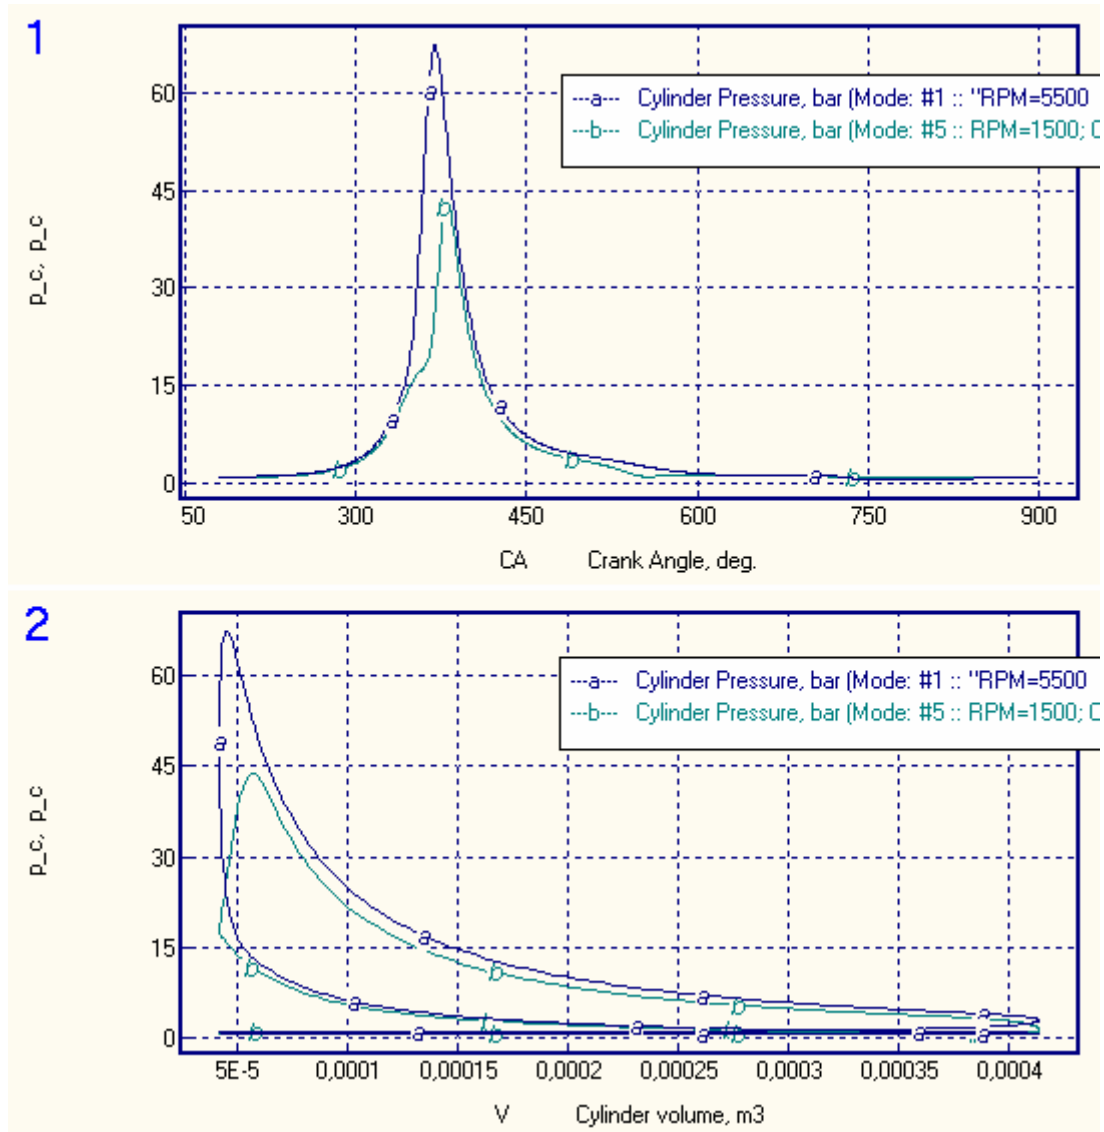 1
---a--- Cylinder Pressure, bar (Mode: #1 :: "RPM=5500
---b--- Cylinder Pressure, bar (Mode: #5 :: RPM=1500; C
p_c, p_c
60
45
30
15
0
50 300 450 600 750 900
CA Crank Angle, deg.
a
b
a
b
a
b
a
b
2
---a--- Cylinder Pressure, bar (Mode: #1 :: "RPM=5500
---b--- Cylinder Pressure, bar (Mode: #5 :: RPM=1500; C
p_c, p_c
60
45
30
15
0
5E-5 0,0001 0,00015 0,0002 0,00025 0,0003 0,00035 0,0004
V Cylinder volume, m3